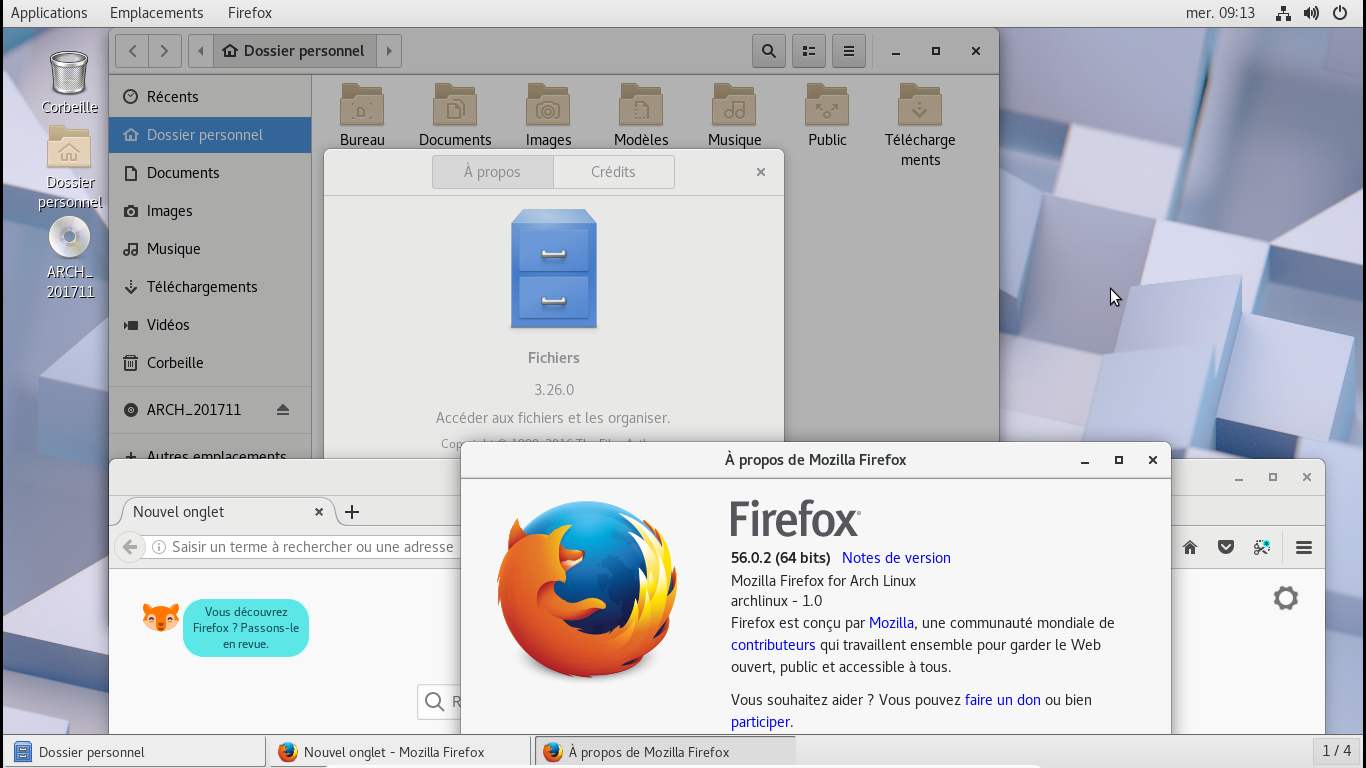 Applications Emplacements Firefox mer. 09:13
Corbeille
Dossier
personnel
ARCH_
201711
Dossier personnel
Récents
Dossier personnel
Documents
Images
Musique
Téléchargements
Vidéos
Corbeille
ARCH_201711
Autres emplacements
Bureau Documents Images Modèles Musique Public Télécharge
ments
À propos Crédits
Fichiers
3.26.0
Accéder aux fichiers et les organiser.
Nouvel onglet
Saisir un terme à rechercher ou une adresse
Vous découvrez
Firefox ? Passons-le
en revue.
R
À propos de Mozilla Firefox
Firefox
56.0.2 (64 bits) Notes de version
Mozilla Firefox for Arch Linux
archlinux - 1.0
Firefox est conçu par Mozilla, une communauté mondiale de
contributeurs qui travaillent ensemble pour garder le Web
ouvert, public et accessible à tous.
Vous souhaitez aider ? Vous pouvez faire un don ou bien
participer.
Dossier personnel Nouvel onglet - Mozilla Firefox À propos de Mozilla Firefox 1 / 4